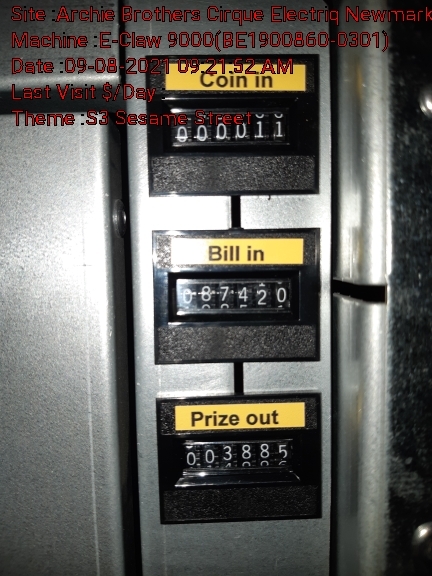 Site :Archie Brothers Cirque Electriq Newmark
Machine :E-Claw 9000(BE1900860-0301)
Date :09-08-2021 09:21:52 AM
Last Visit $/Day
Theme :S3 Sesame Street
Coin in
000011
Bill in
087420
Prize out
003885